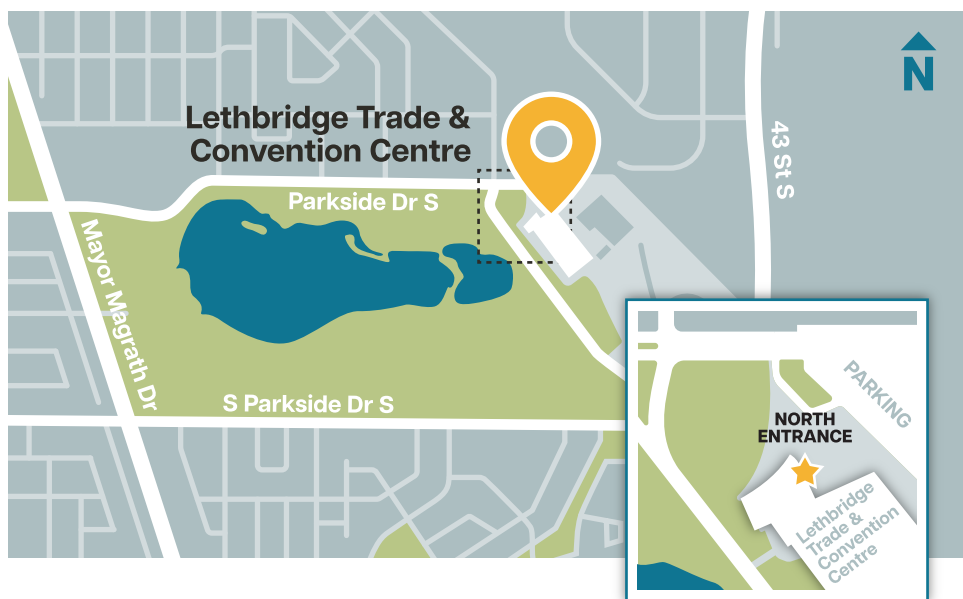 N
Lethbridge Trade &
Convention Centre
43 St S
Parkside Dr S
Mayor Magrath Dr
S Parkside Dr S
PARKING
NORTH
ENTRANCE
Lethbridge
Trade &
Convention
Centre